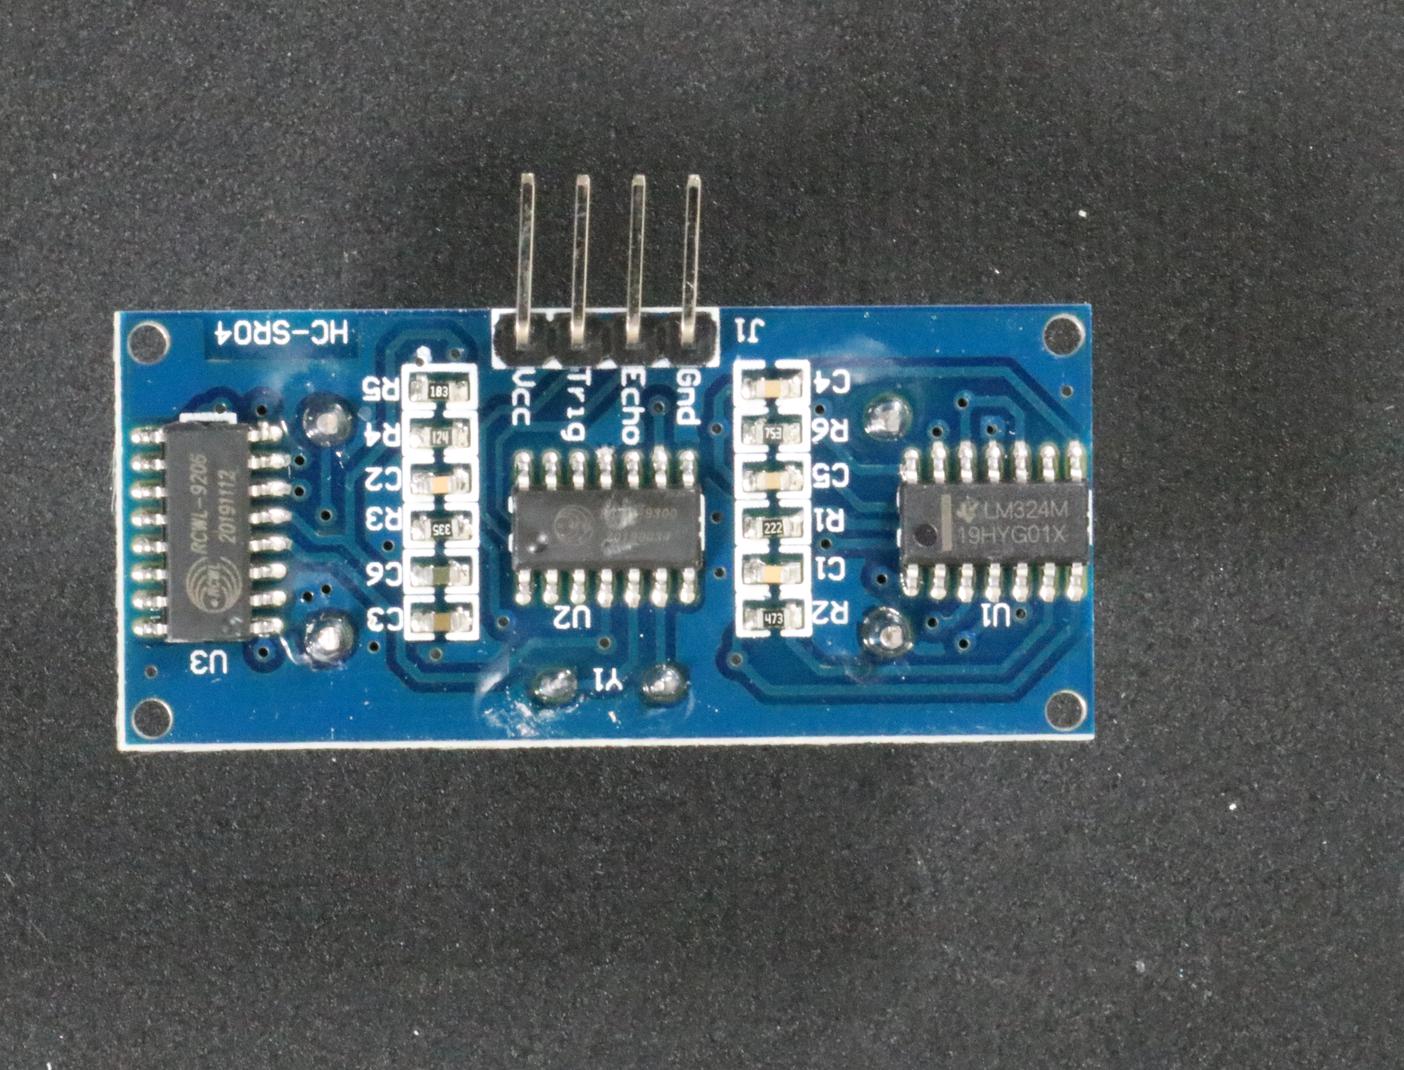 HC-SR04
J1
Vcc
Trig
Echo
Gnd
R5
183
R4
124
C2
R3
335
C6
C3
C4
R6
753
C5
R1
222
C1
R2
473
RCWL-9206
20191112
RCWL
U3
U2
Y1
LM324M
19HYG01X
U1